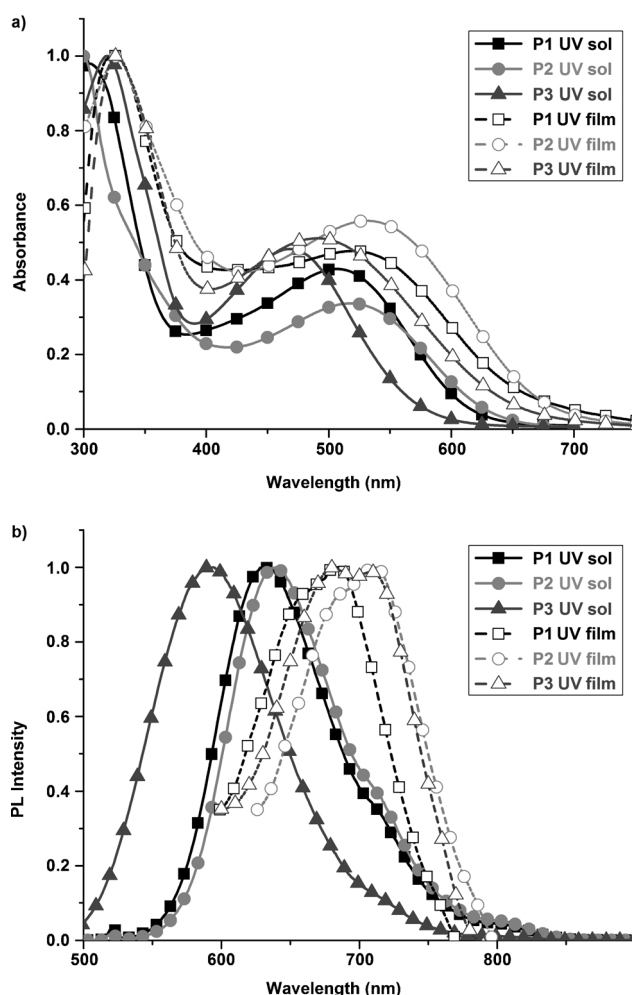 a)
P1 UV sol
P2 UV sol
P3 UV sol
P1 UV film
P2 UV film
P3 UV film
1.0
0.8
0.6
0.4
0.2
0.0
Absorbance
300 400 500 600 700
Wavelength (nm)
b)
P1 UV sol
P2 UV sol
P3 UV sol
P1 UV film
P2 UV film
P3 UV film
1.0
0.8
0.6
0.4
0.2
0.0
PL Intensity
500 600 700 800
Wavelength (nm)